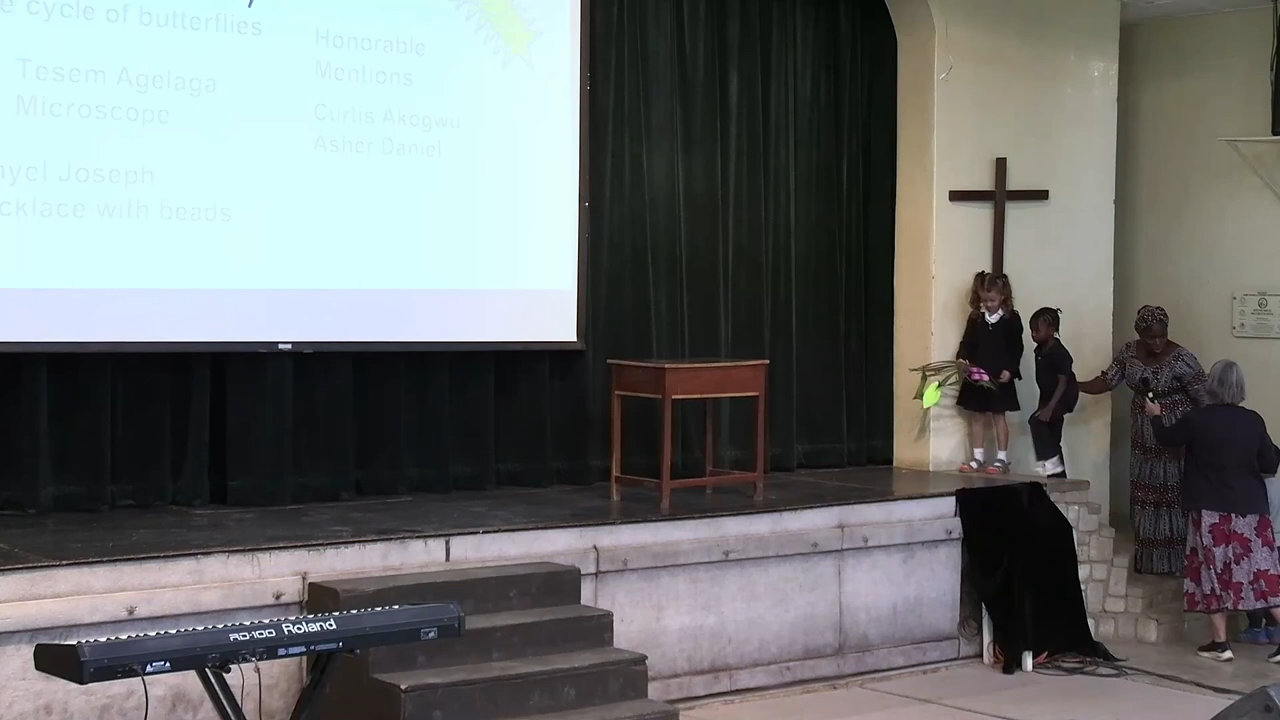 e cycle of butterflies
Tesem Agelaga
Microscope
nyel Joseph
cklace with beads
Honorable
Mentions
Curtis Akogwu
Asher Daniel
RD-100 Roland